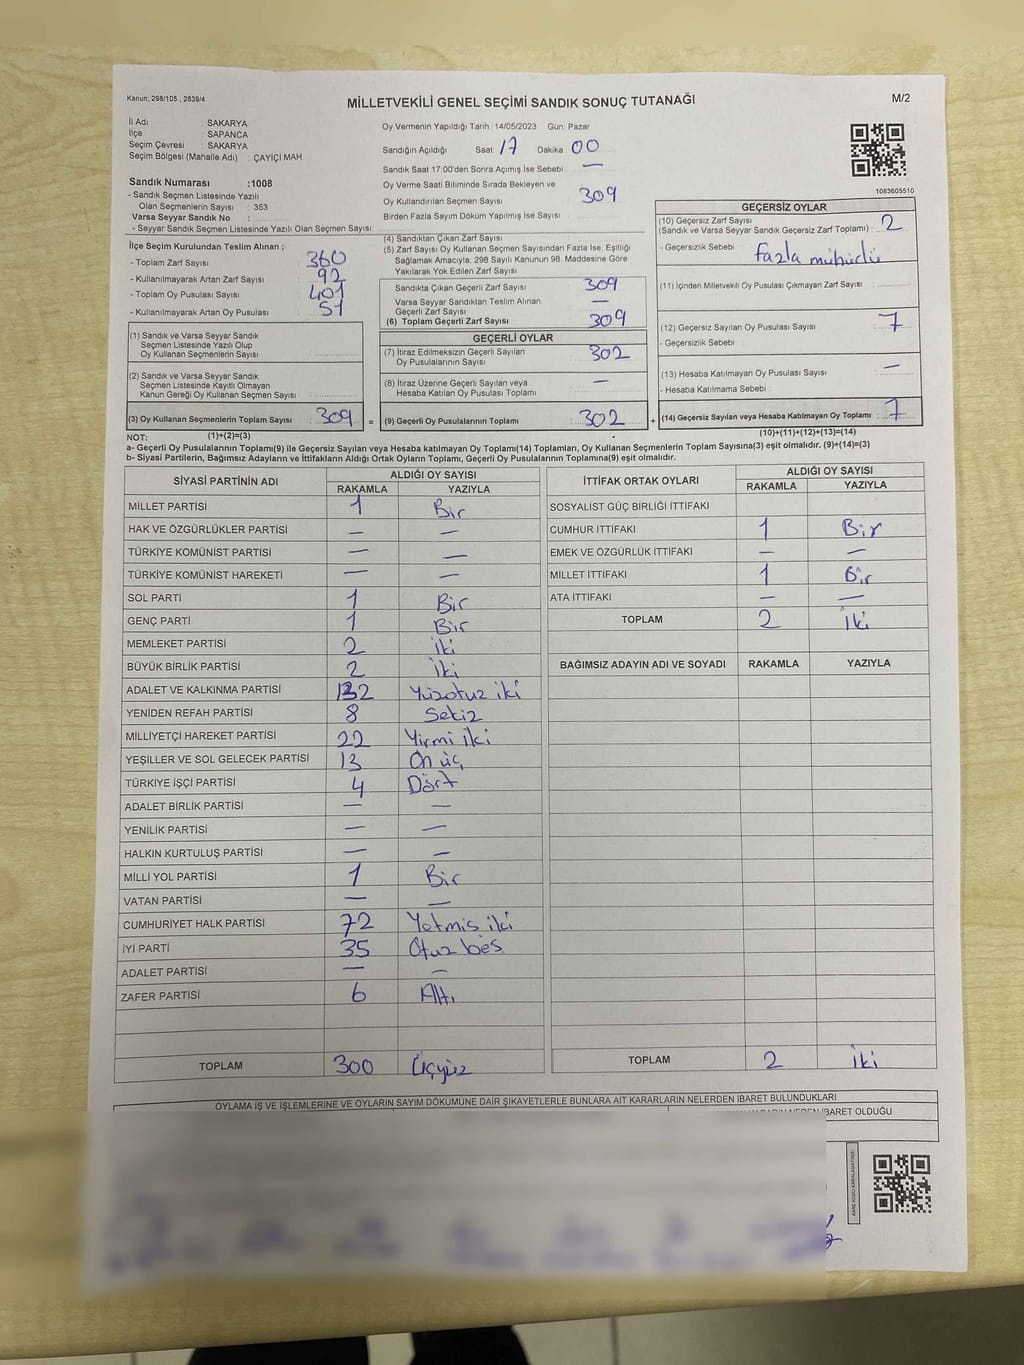 Kanun; 298/105 , 2839/4
MİLLETVEKİLİ GENEL SEÇİMİ SANDIK SONUÇ TUTANAĞI
M/2
İl Adı : SAKARYA
İlçe : SAPANCA
Seçim Çevresi : SAKARYA
Seçim Bölgesi (Mahalle Adı) : ÇAYİÇİ MAH.
Sandık Numarası :1008
- Sandık Seçmen Listesinde Yazılı
Olan Seçmenlerin Sayısı : 353
Varsa Seyyar Sandık No :
- Seyyar Sandık Seçmen Listesinde Yazılı Olan Seçmen Sayısı:
Oy Vermenin Yapıldığı Tarih :14/05/2023 Gün: Pazar
Sandığın Açıldığı Saat 17 Dakika 00
Sandık Saat 17:00'den Sonra Açımış İse Sebebi : —
Oy Verme Saati Bitiminde Sırada Bekleyen ve
Oy Kullandırılan Seçmen Sayısı : 309
Birden Fazla Sayım Döküm Yapılmış İse Sayısı :
1083605510
İlçe Seçim Kurulundan Teslim Alınan ;
- Toplam Zarf Sayısı : 360
- Kullanılmayarak Artan Zarf Sayısı : 92
- Toplam Oy Pusulası Sayısı : 401
- Kullanılmayarak Artan Oy Pusulası : 51
(1) Sandık ve Varsa Seyyar Sandık
Seçmen Listesinde Yazılı Olup
Oy Kullanan Seçmenlerin Sayısı :
(2) Sandık ve Varsa Seyyar Sandık
Seçmen Listesinde Kayıtlı Olmayan
Kanun Gereği Oy Kullanan Seçmen Sayısı :
(3) Oy Kullanan Seçmenlerin Toplam Sayısı : 309 =
(4) Sandıktan Çıkan Zarf Sayısı :
(5) Zarf Sayısı Oy Kullanan Seçmen Sayısından Fazla İse, Eşitliği
Sağlamak Amacıyla, 298 Sayılı Kanunun 98. Maddesine Göre
Yakılarak Yok Edilen Zarf Sayısı :
Sandıkta Çıkan Geçerli Zarf Sayısı : 309
Varsa Seyyar Sandıktan Teslim Alınan
Geçerli Zarf Sayısı : —
(6) Toplam Geçerli Zarf Sayısı : 309
GEÇERLİ OYLAR
(7) İtiraz Edilmeksizin Geçerli Sayılan
Oy Pusulalarının Sayısı : 302
(8) İtiraz Üzerine Geçerli Sayılan veya
Hesaba Katılan Oy Pusulası Toplamı : —
(9) Geçerli Oy Pusulalarının Toplamı : 302 +
GEÇERSİZ OYLAR
(10) Geçersiz Zarf Sayısı
(Sandık ve Varsa Seyyar Sandık Geçersiz Zarf Toplamı) : 2
- Geçersizlik Sebebi : fazla mühürlü
(11) İçinden Milletvekili Oy Pusulası Çıkmayan Zarf Sayısı :
(12) Geçersiz Sayılan Oy Pusulası Sayısı : 7
- Geçersizlik Sebebi :
(13) Hesaba Katılmayan Oy Pusulası Sayısı : —
- Hesaba Katılmama Sebebi :
(14) Geçersiz Sayılan veya Hesaba Katılmayan Oy Toplamı : 7
NOT: (1)+(2)=(3)
(10)+(11)+(12)+(13)=(14)
a- Geçerli Oy Pusulalarının Toplamı(9) ile Geçersiz Sayılan veya Hesaba katılmayan Oy Toplamı(14) Toplamları, Oy Kullanan Seçmenlerin Toplam Sayısına(3) eşit olmalıdır. (9)+(14)=(3)
b- Siyasi Partilerin, Bağımsız Adayların ve İttifakların Aldığı Ortak Oyların Toplamı, Geçerli Oy Pusulalarının Toplamına(9) eşit olmalıdır.
SİYASİ PARTİNİN ADI ALDIĞI OY SAYISI
RAKAMLA YAZIYLA
MİLLET PARTİSİ 1 Bir
HAK VE ÖZGÜRLÜKLER PARTİSİ — —
TÜRKİYE KOMÜNİST PARTİSİ — —
TÜRKİYE KOMÜNİST HAREKETİ — —
SOL PARTİ 1 Bir
GENÇ PARTİ 1 Bir
MEMLEKET PARTİSİ 2 iki
BÜYÜK BİRLİK PARTİSİ 2 iki
ADALET VE KALKINMA PARTİSİ 132 Yüzotuz iki
YENİDEN REFAH PARTİSİ 8 Sekiz
MİLLİYETÇİ HAREKET PARTİSİ 22 Yirmi iki
YEŞİLLER VE SOL GELECEK PARTİSİ 13 On üç
TÜRKİYE İŞÇİ PARTİSİ 4 Dört
ADALET BİRLİK PARTİSİ — —
YENİLİK PARTİSİ — —
HALKIN KURTULUŞ PARTİSİ — —
MİLLİ YOL PARTİSİ 1 Bir
VATAN PARTİSİ — —
CUMHURİYET HALK PARTİSİ 72 Yetmis iki
İYİ PARTİ 35 Otuz bes
ADALET PARTİSİ — —
ZAFER PARTİSİ 6 Altı
TOPLAM 300 Üçyüz
İTTİFAK ORTAK OYLARI ALDIĞI OY SAYISI
RAKAMLA YAZIYLA
SOSYALİST GÜÇ BİRLİĞİ İTTİFAKI
CUMHUR İTTİFAKI 1 Bir
EMEK VE ÖZGÜRLÜK İTTİFAKI — —
MİLLET İTTİFAKI 1 Bir
ATA İTTİFAKI — —
TOPLAM 2 iki
BAĞIMSIZ ADAYIN ADI VE SOYADI RAKAMLA YAZIYLA
TOPLAM 2 iki
OYLAMA İŞ VE İŞLEMLERİNE VE OYLARIN SAYIM DÖKÜMÜNE DAİR ŞİKAYETLERLE BUNLARA AİT KARARLARIN NELERDEN İBARET BULUNDUKLARI
İBARET OLDUĞU
KARE KODU KARALAMAYINIZ!